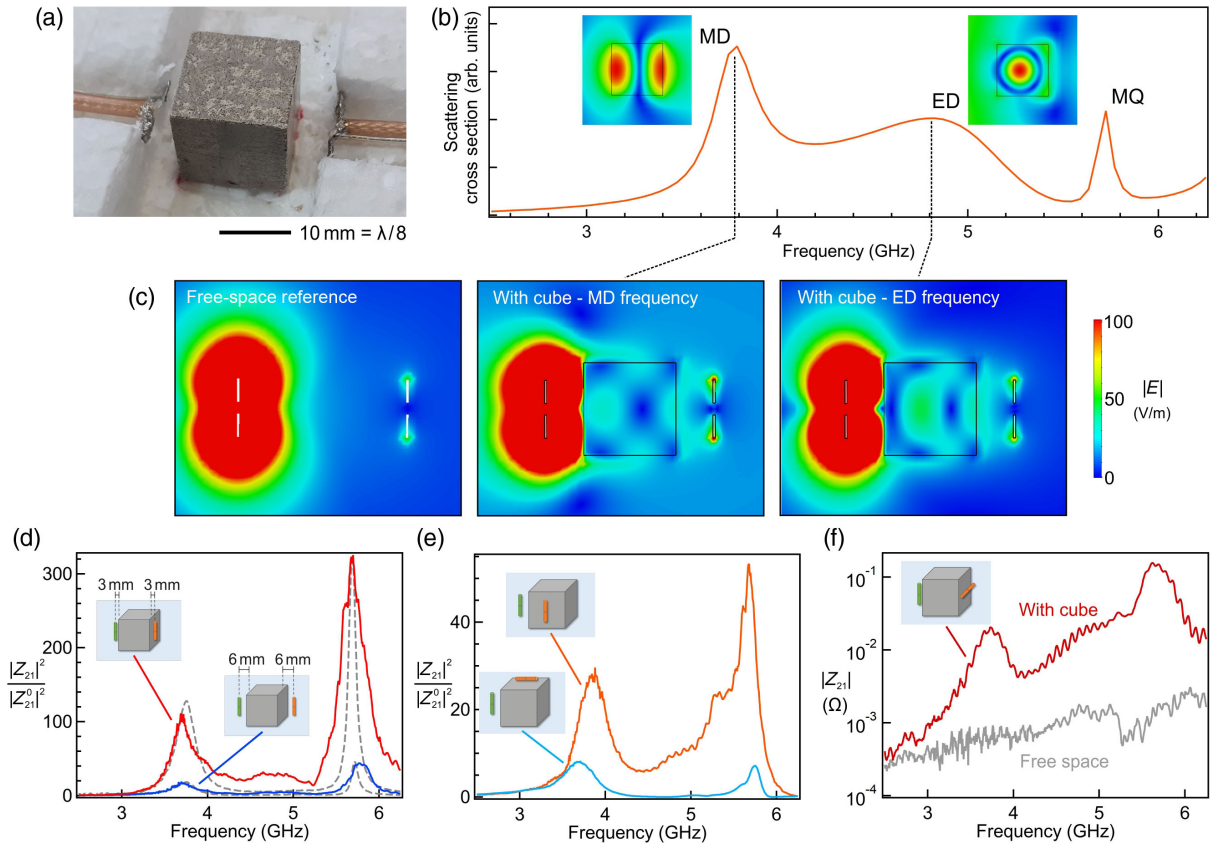 (a)
10 mm = λ/8
(b)
Scattering
cross section (arb. units)
MD
ED
MQ
3
4
5
6
Frequency (GHz)
(c)
Free-space reference
With cube - MD frequency
With cube - ED frequency
100
50
0
|E|
(V/m)
(d)
300
200
100
0
|Z21|²
|Z⁰21|²
3 mm
3 mm
6 mm
6 mm
3
4
5
6
Frequency (GHz)
(e)
40
20
0
|Z21|²
|Z⁰21|²
3
4
5
6
Frequency (GHz)
(f)
10⁻¹
10⁻²
10⁻³
10⁻⁴
|Z21|
(Ω)
With cube
Free space
3
4
5
6
Frequency (GHz)